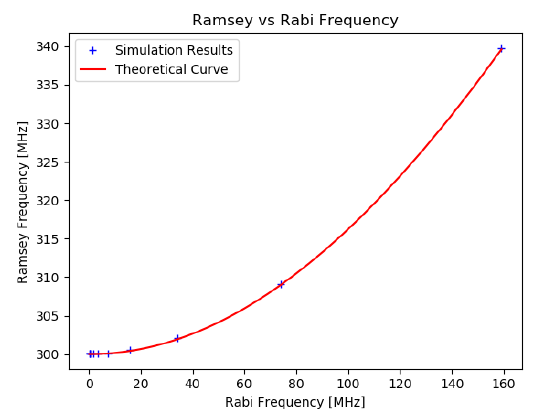 Ramsey vs Rabi Frequency
Simulation Results
Theoretical Curve
Ramsey Frequency [MHz]
340
335
330
325
320
315
310
305
300
0 20 40 60 80 100 120 140 160
Rabi Frequency [MHz]